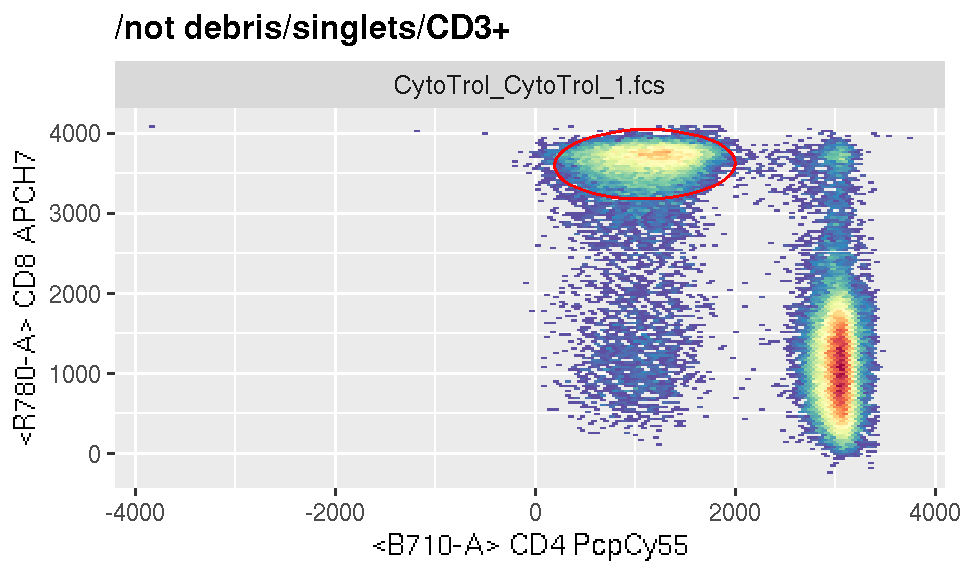 /not debris/singlets/CD3+
CytoTrol_CytoTrol_1.fcs
4000
3000
2000
1000
0
<R780-A> CD8 APCH7
-4000
-2000
0
2000
4000
<B710-A> CD4 PcpCy55